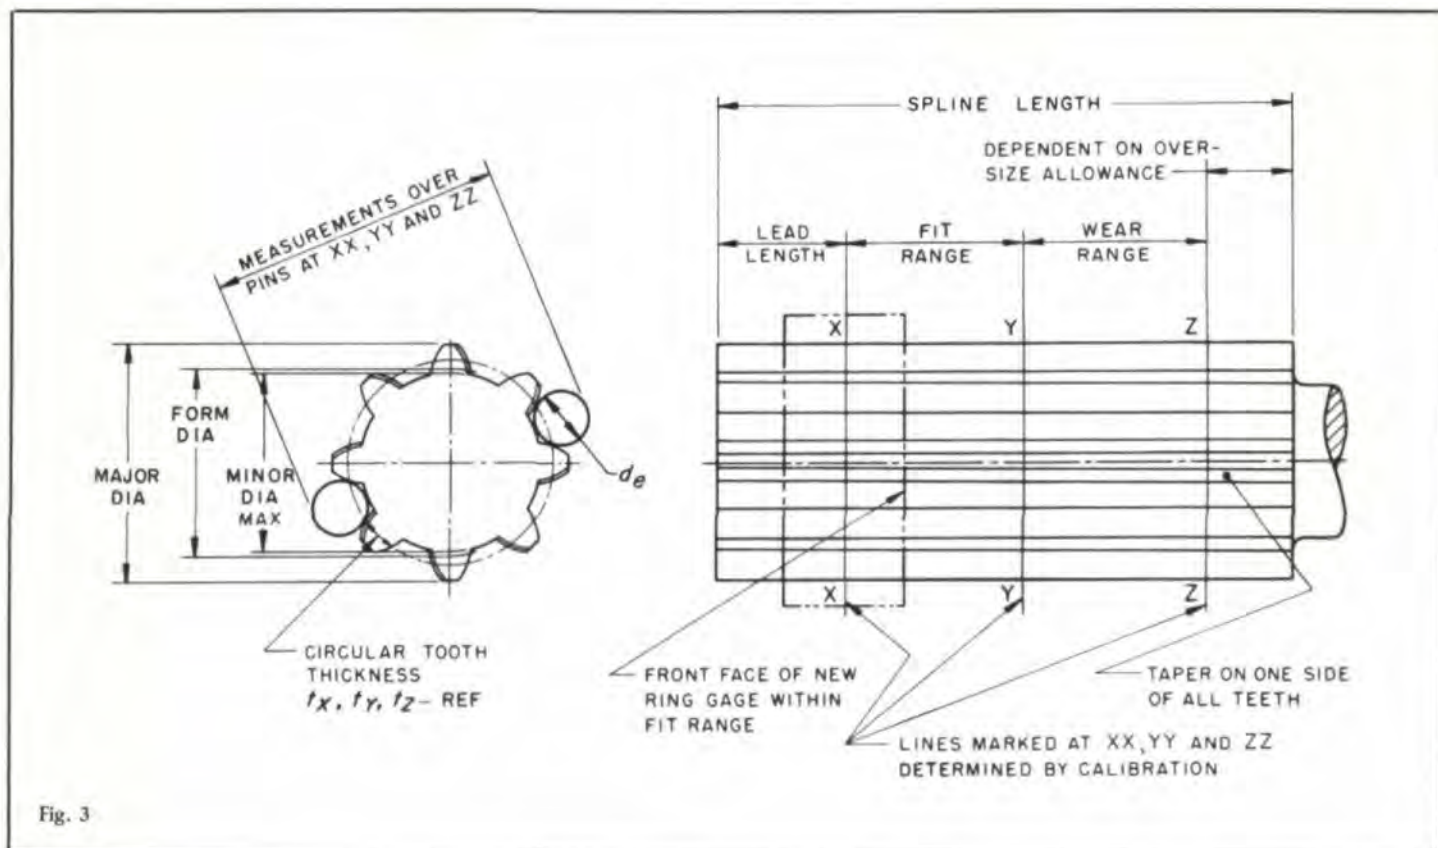 SPLINE LENGTH
DEPENDENT ON OVER-
SIZE ALLOWANCE
LEAD
LENGTH
FIT
RANGE
WEAR
RANGE
MEASUREMENTS OVER
PINS AT XX, YY AND ZZ
X
Y
Z
FORM
DIA
MAJOR
DIA
MINOR
DIA
MAX
de
X
Y
Z
CIRCULAR TOOTH
THICKNESS
tX, tY, tZ – REF
FRONT FACE OF NEW
RING GAGE WITHIN
FIT RANGE
TAPER ON ONE SIDE
OF ALL TEETH
LINES MARKED AT XX, YY AND ZZ
DETERMINED BY CALIBRATION
Fig. 3